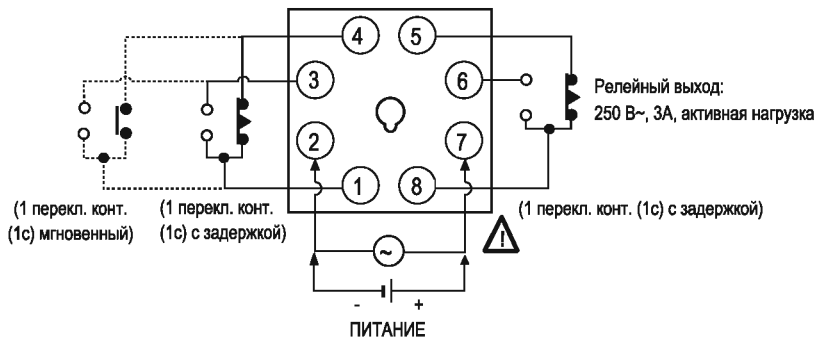 4
5
3
6
2
7
1
8
Релейный выход:
250 В~, 3А, активная нагрузка
(1 перекл. конт.
(1с) мгновенный)
(1 перекл. конт.
(1с) с задержкой)
(1 перекл. конт. (1с) с задержкой)
!
~
- +
ПИТАНИЕ